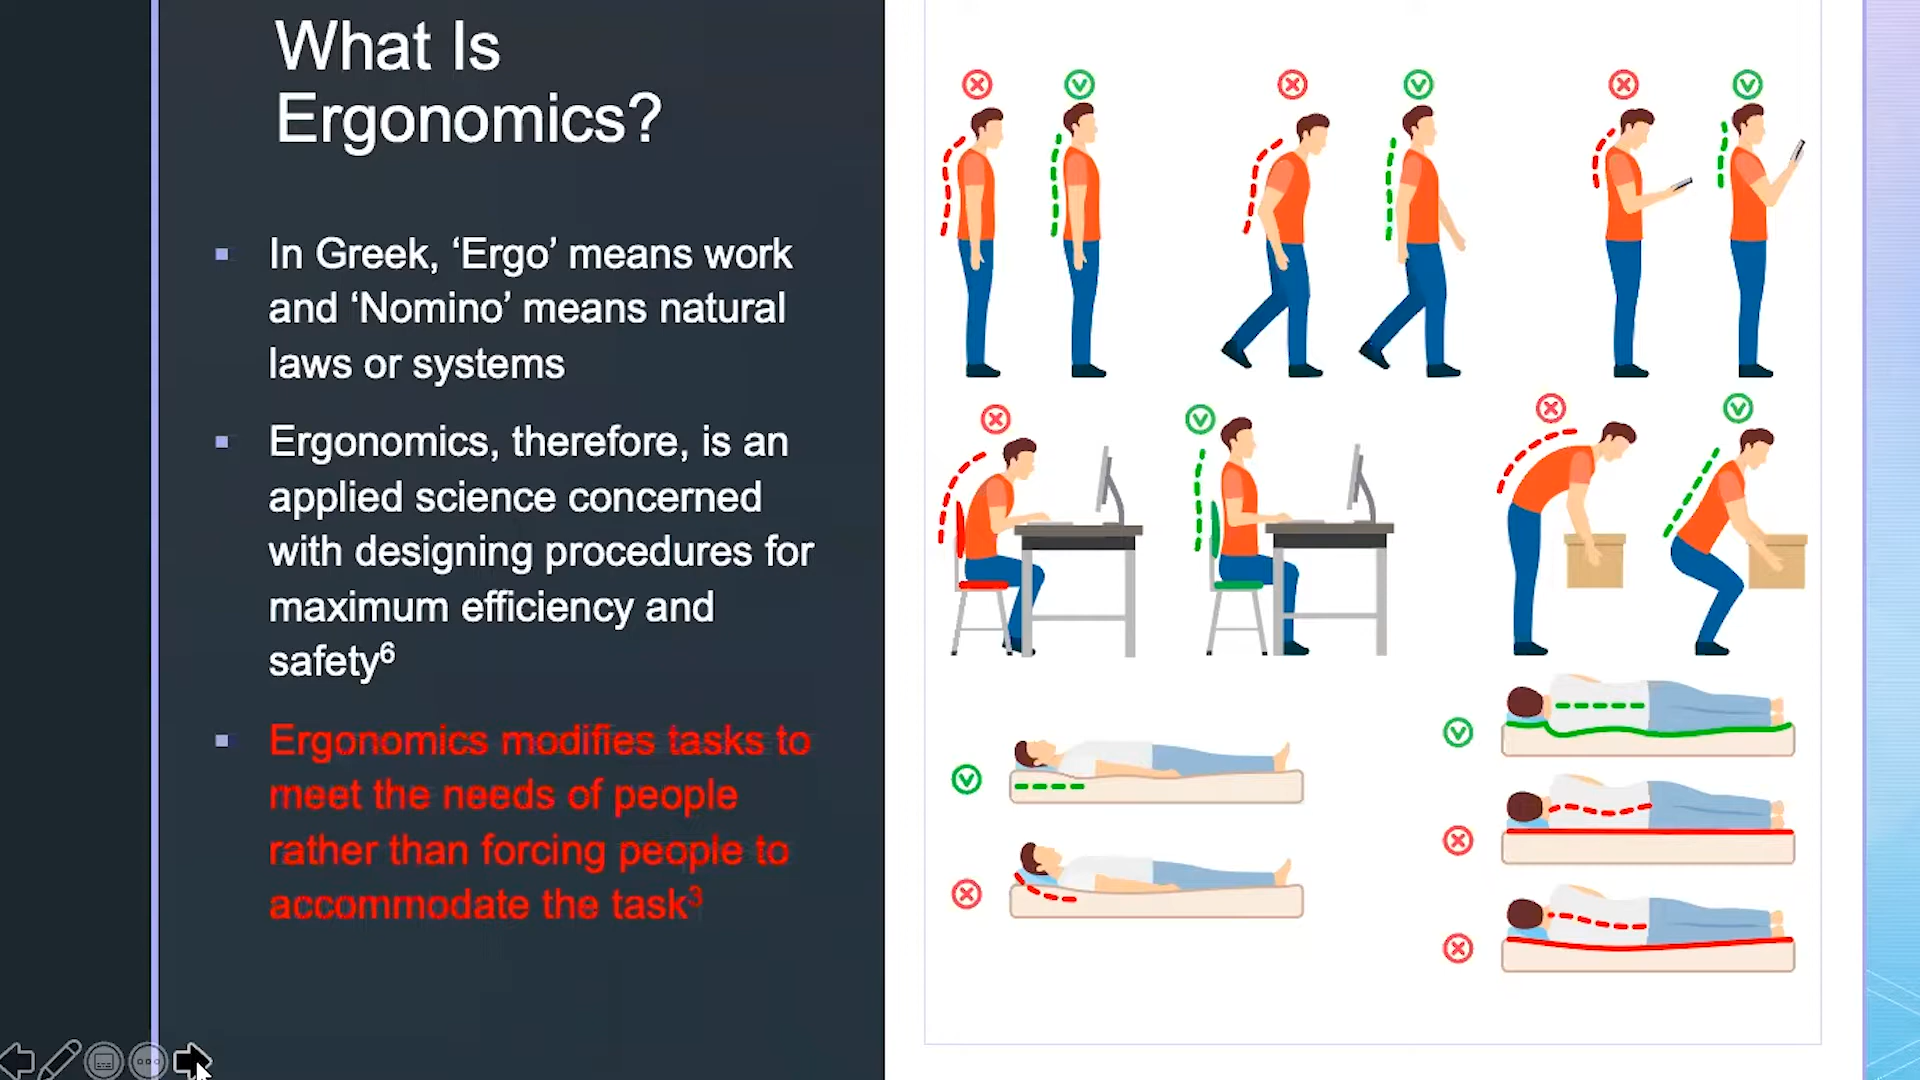 What Is
Ergonomics?
▪ In Greek, ‘Ergo’ means work
and ‘Nomino’ means natural
laws or systems
▪ Ergonomics, therefore, is an
applied science concerned
with designing procedures for
maximum efficiency and
safety⁶
▪ Ergonomics modifies tasks to
meet the needs of people
rather than forcing people to
accommodate the task³